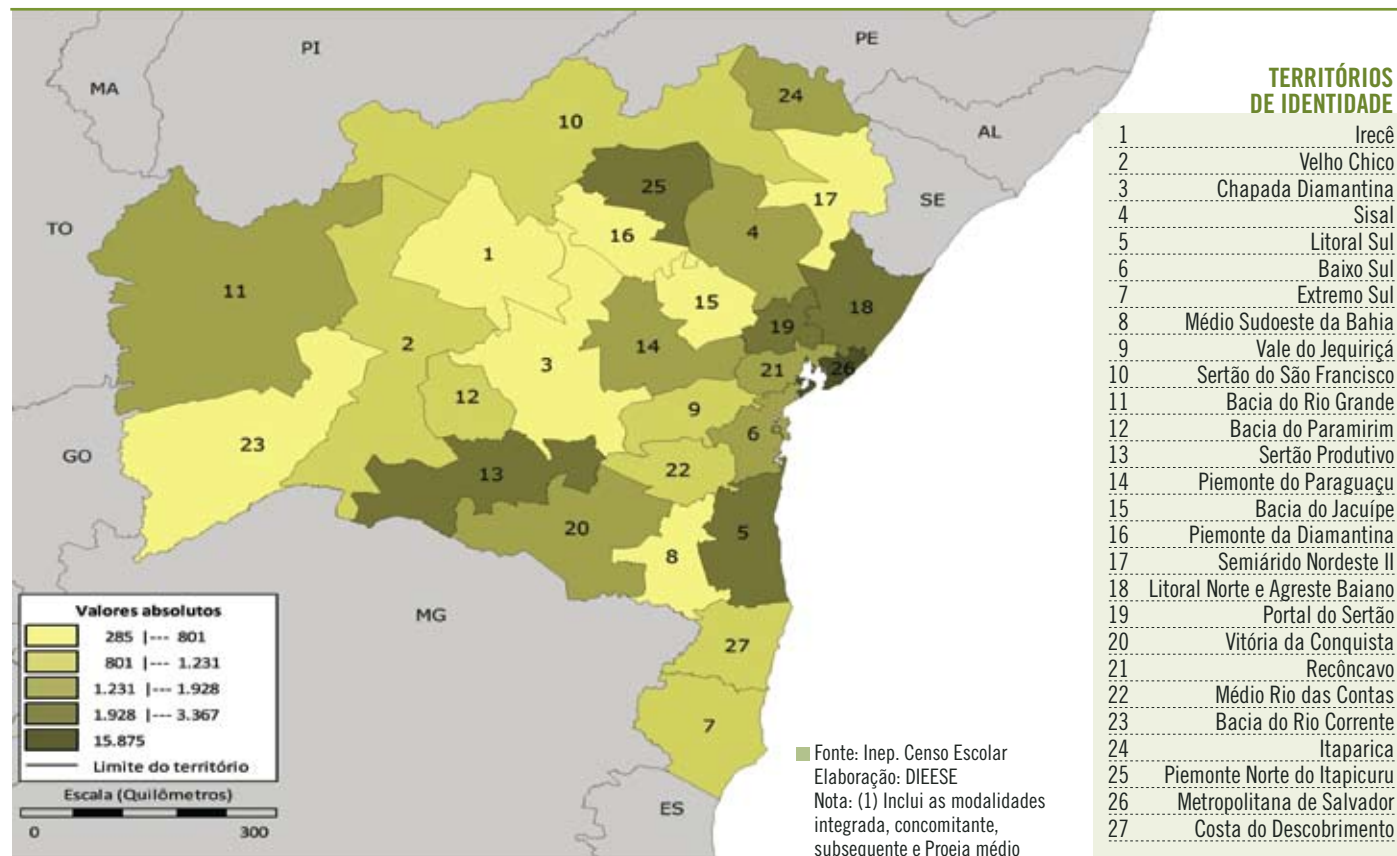 PI
PE
MA
AL
TO
SE
GO
MG
ES
10
24
25
17
16
4
1
11
15
18
19
2
14
3
21
26
12
9
6
23
13
22
20
5
8
27
7
Valores absolutos
285 |--- 801
801 |--- 1.231
1.231 |--- 1.928
1.928 |--- 3.367
15.875
Limite do território
Escala (Quilômetros)
0 300
Fonte: Inep. Censo Escolar
Elaboração: DIEESE
Nota: (1) Inclui as modalidades
integrada, concomitante,
subsequente e Proeja médio
TERRITÓRIOS
DE IDENTIDADE
1 Irecê
2 Velho Chico
3 Chapada Diamantina
4 Sisal
5 Litoral Sul
6 Baixo Sul
7 Extremo Sul
8 Médio Sudoeste da Bahia
9 Vale do Jequiriçá
10 Sertão do São Francisco
11 Bacia do Rio Grande
12 Bacia do Paramirim
13 Sertão Produtivo
14 Piemonte do Paraguaçu
15 Bacia do Jacuípe
16 Piemonte da Diamantina
17 Semiárido Nordeste II
18 Litoral Norte e Agreste Baiano
19 Portal do Sertão
20 Vitória da Conquista
21 Recôncavo
22 Médio Rio das Contas
23 Bacia do Rio Corrente
24 Itaparica
25 Piemonte Norte do Itapicuru
26 Metropolitana de Salvador
27 Costa do Descobrimento